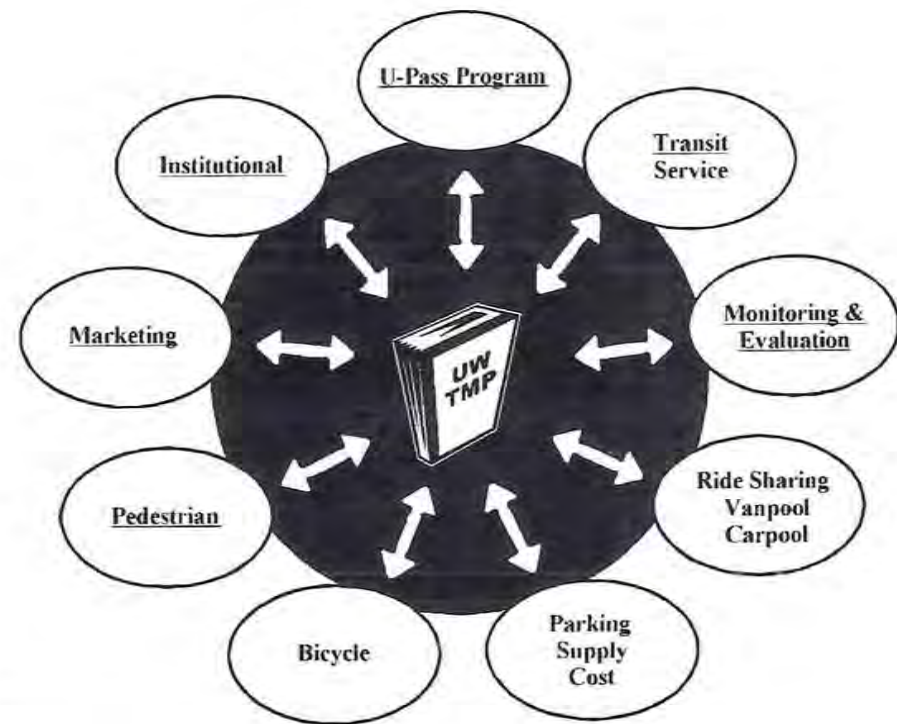 U-Pass Program
Transit
Service
Monitoring &
Evaluation
Ride Sharing
Vanpool
Carpool
Parking
Supply
Cost
Bicycle
Pedestrian
Marketing
Institutional
UW
TMP